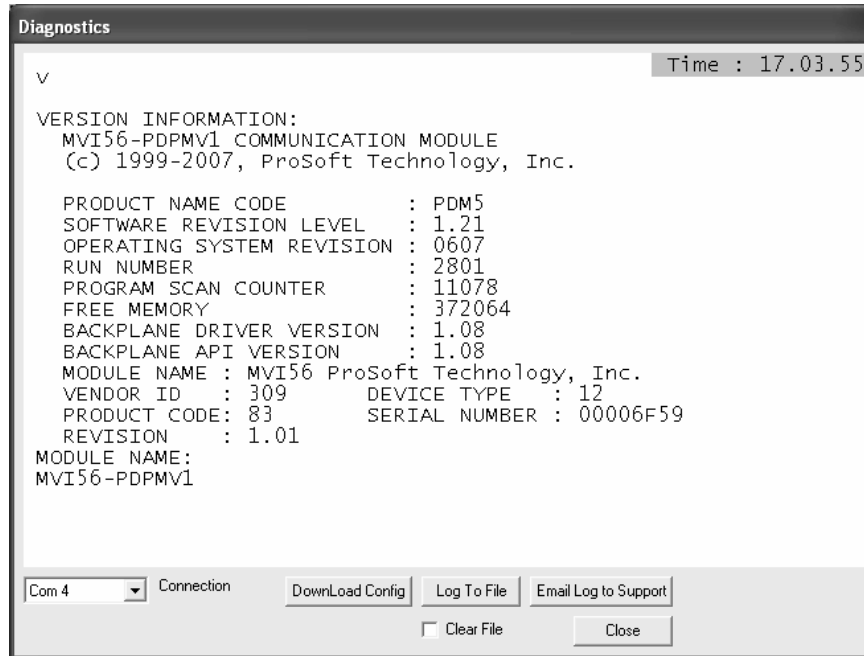 Diagnostics
Time : 17.03.55
V
VERSION INFORMATION:
MVI56-PDPMV1 COMMUNICATION MODULE
(c) 1999-2007, ProSoft Technology, Inc.
PRODUCT NAME CODE : PDM5
SOFTWARE REVISION LEVEL : 1.21
OPERATING SYSTEM REVISION : 0607
RUN NUMBER : 2801
PROGRAM SCAN COUNTER : 11078
FREE MEMORY : 372064
BACKPLANE DRIVER VERSION : 1.08
BACKPLANE API VERSION : 1.08
MODULE NAME : MVI56 ProSoft Technology, Inc.
VENDOR ID : 309 DEVICE TYPE : 12
PRODUCT CODE: 83 SERIAL NUMBER : 00006F59
REVISION : 1.01
MODULE NAME:
MVI56-PDPMV1
Com 4 Connection DownLoad Config Log To File Email Log to Support
Clear File Close